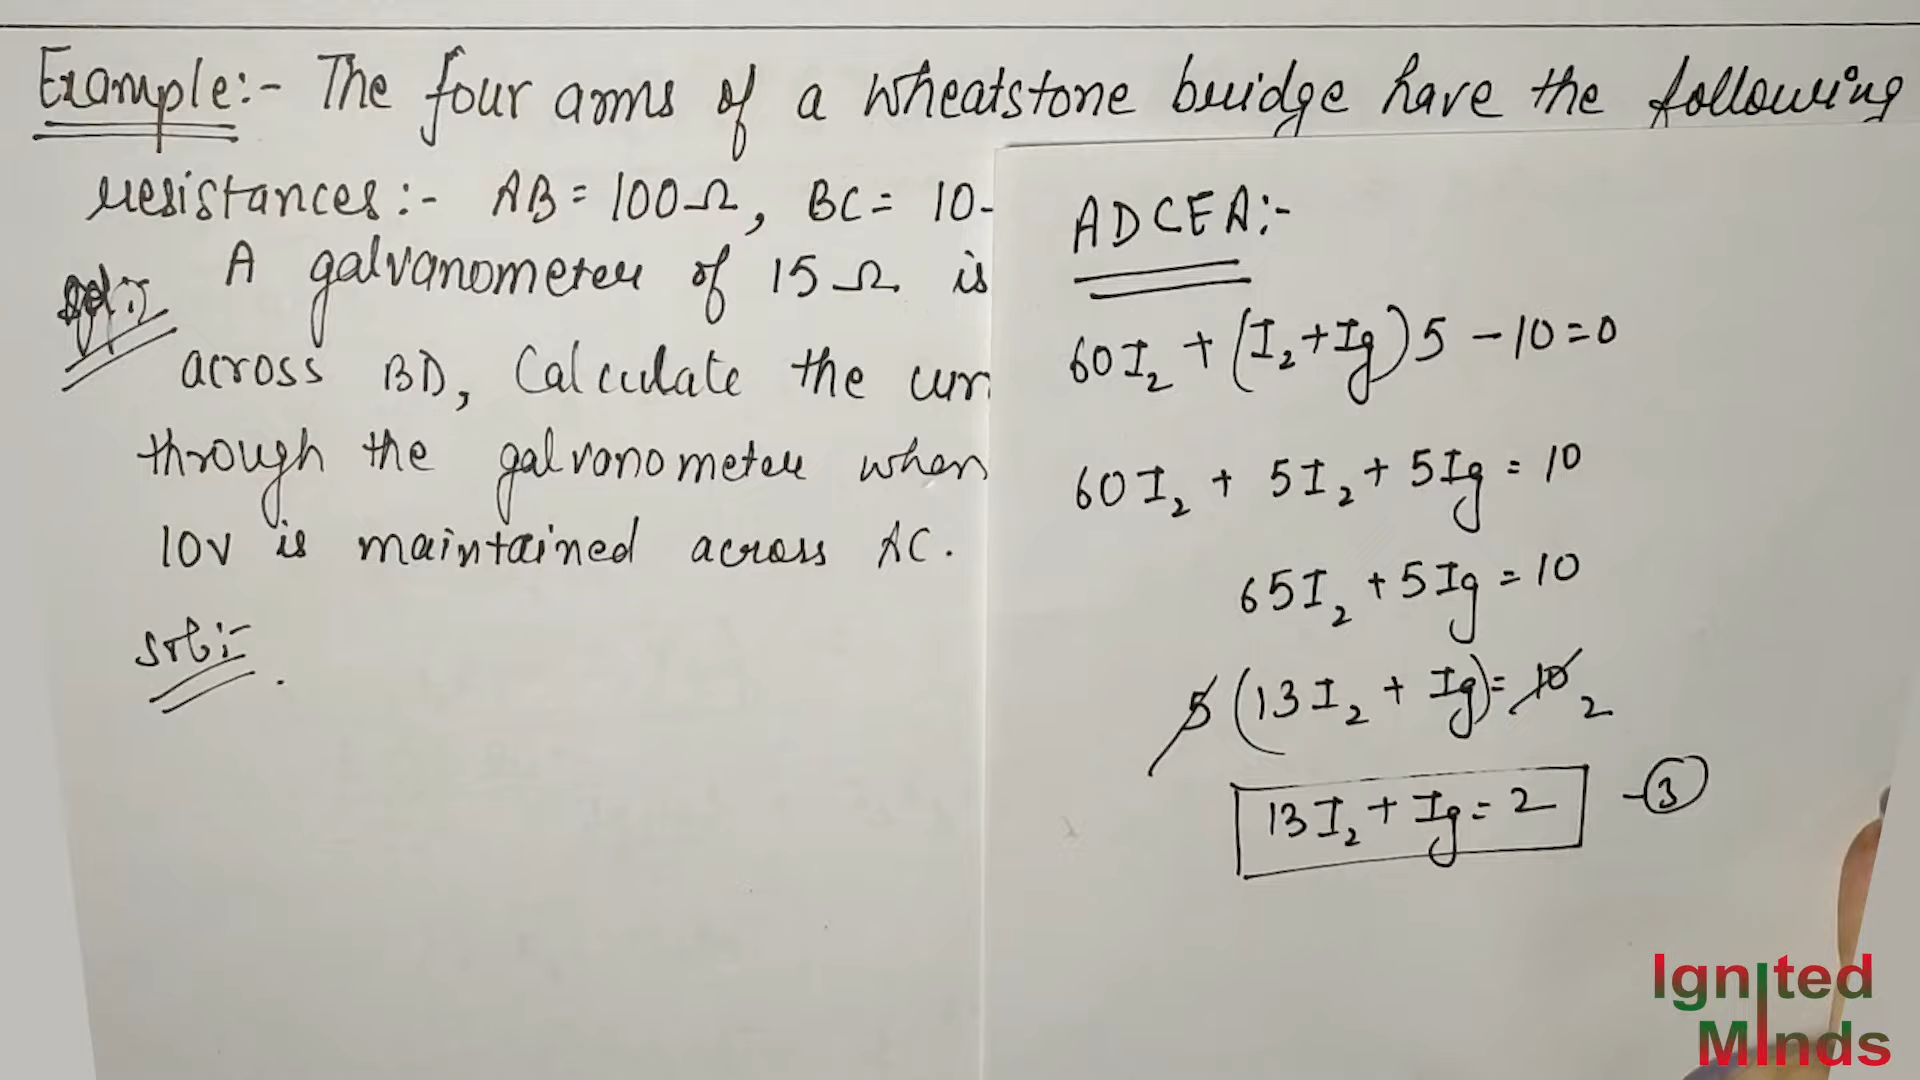 Example:- The four arms of a wheatstone bridge have the following
resistances:- AB = 100Ω, BC = 10-
A galvanometer of 15Ω is
across BD, Calculate the curr
through the galvanometer when
10v is maintained across AC.
sol:-
ADCEA:-
60I₂ + (I₂+Ig)5 - 10 = 0
60I₂ + 5I₂ + 5Ig = 10
65I₂ + 5Ig = 10
5(13I₂ + Ig) = 10 2
13I₂ + Ig = 2 -③
Ignited
Minds